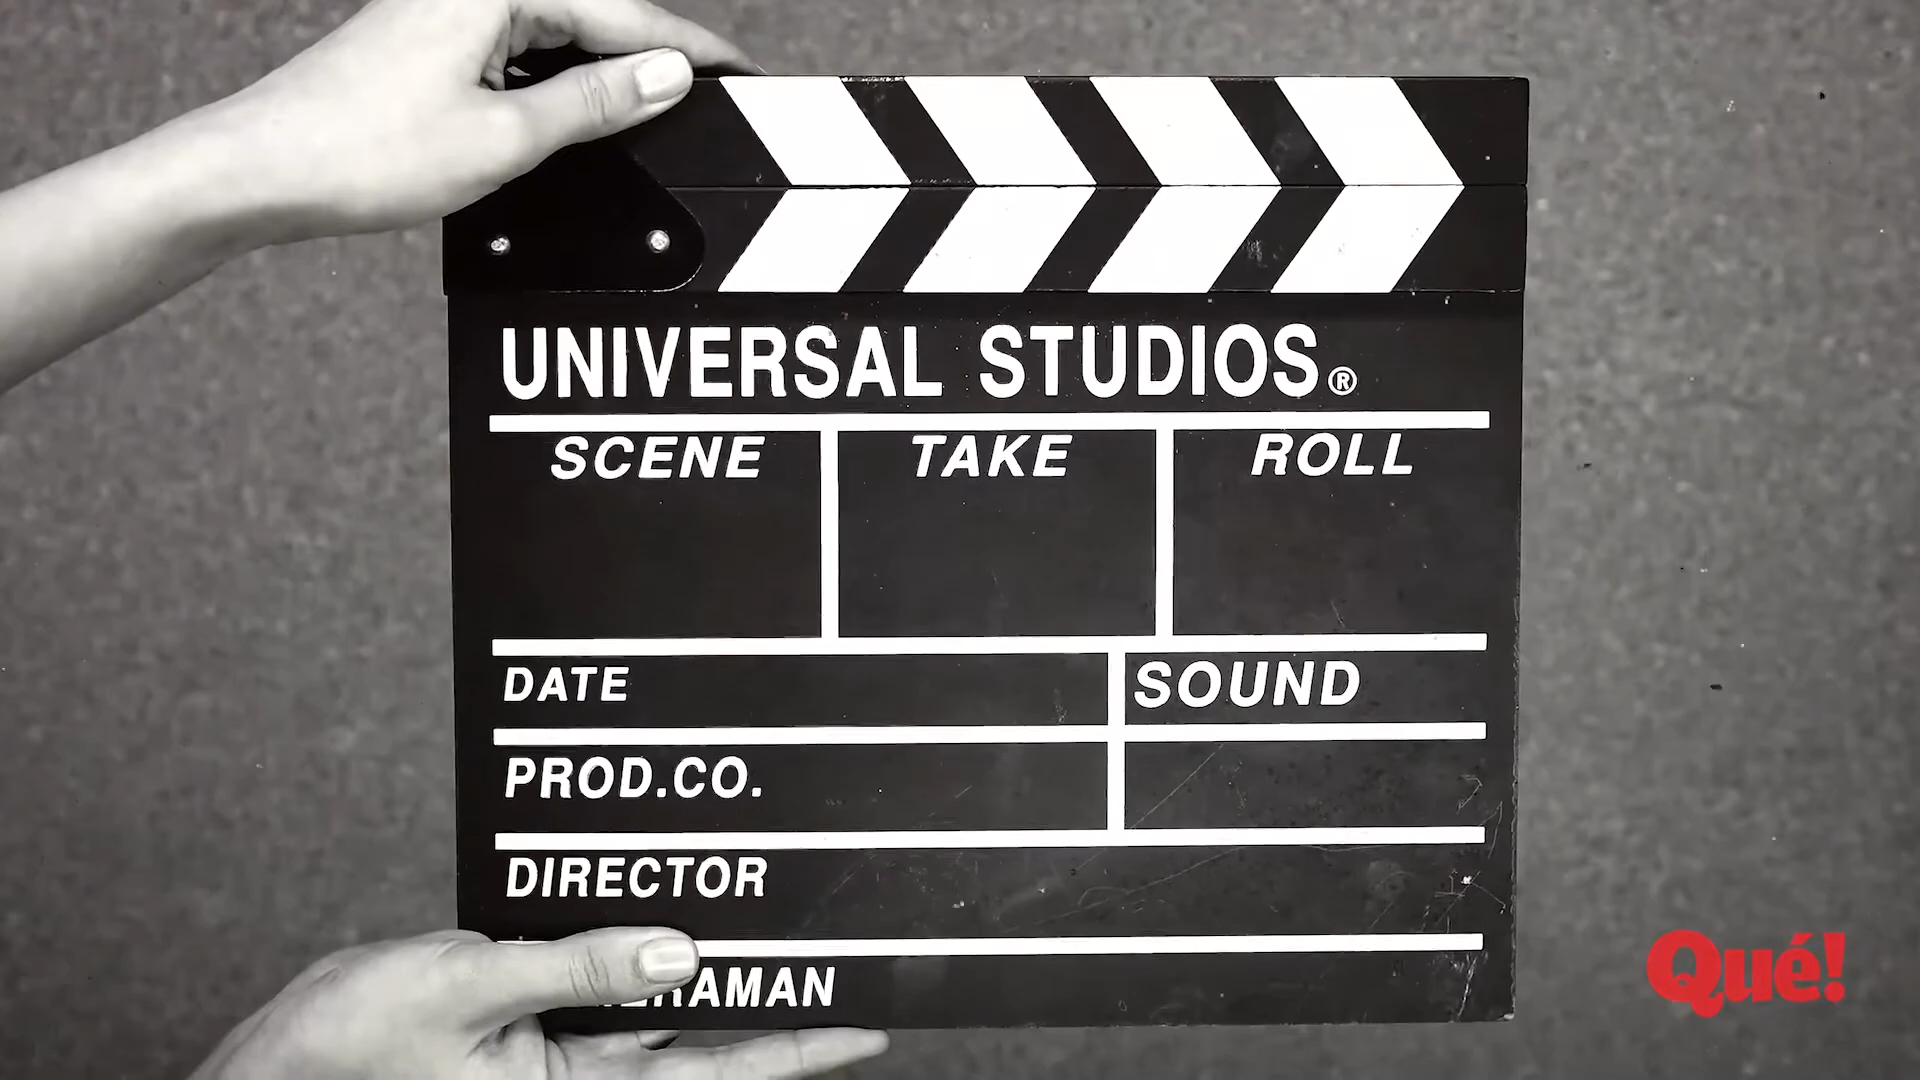 UNIVERSAL STUDIOS®
SCENE TAKE ROLL
DATE SOUND
PROD.CO.
DIRECTOR
Qué!